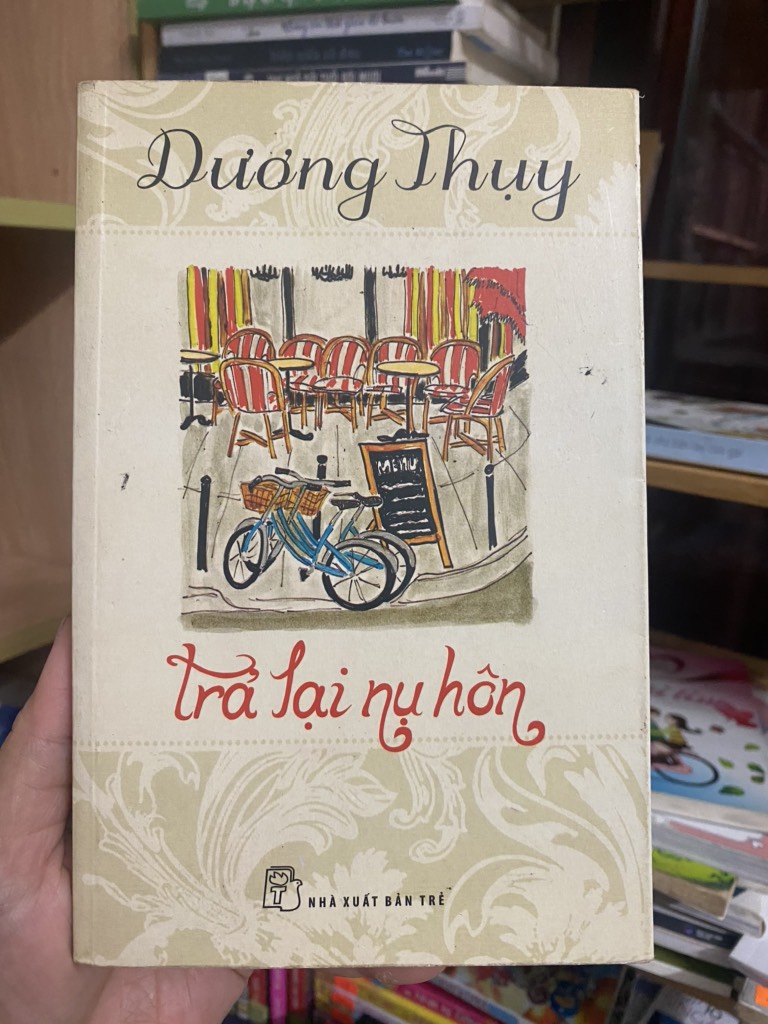 Dương Thụy
MENU
trả lại nụ hôn
NHÀ XUẤT BẢN TRẺ